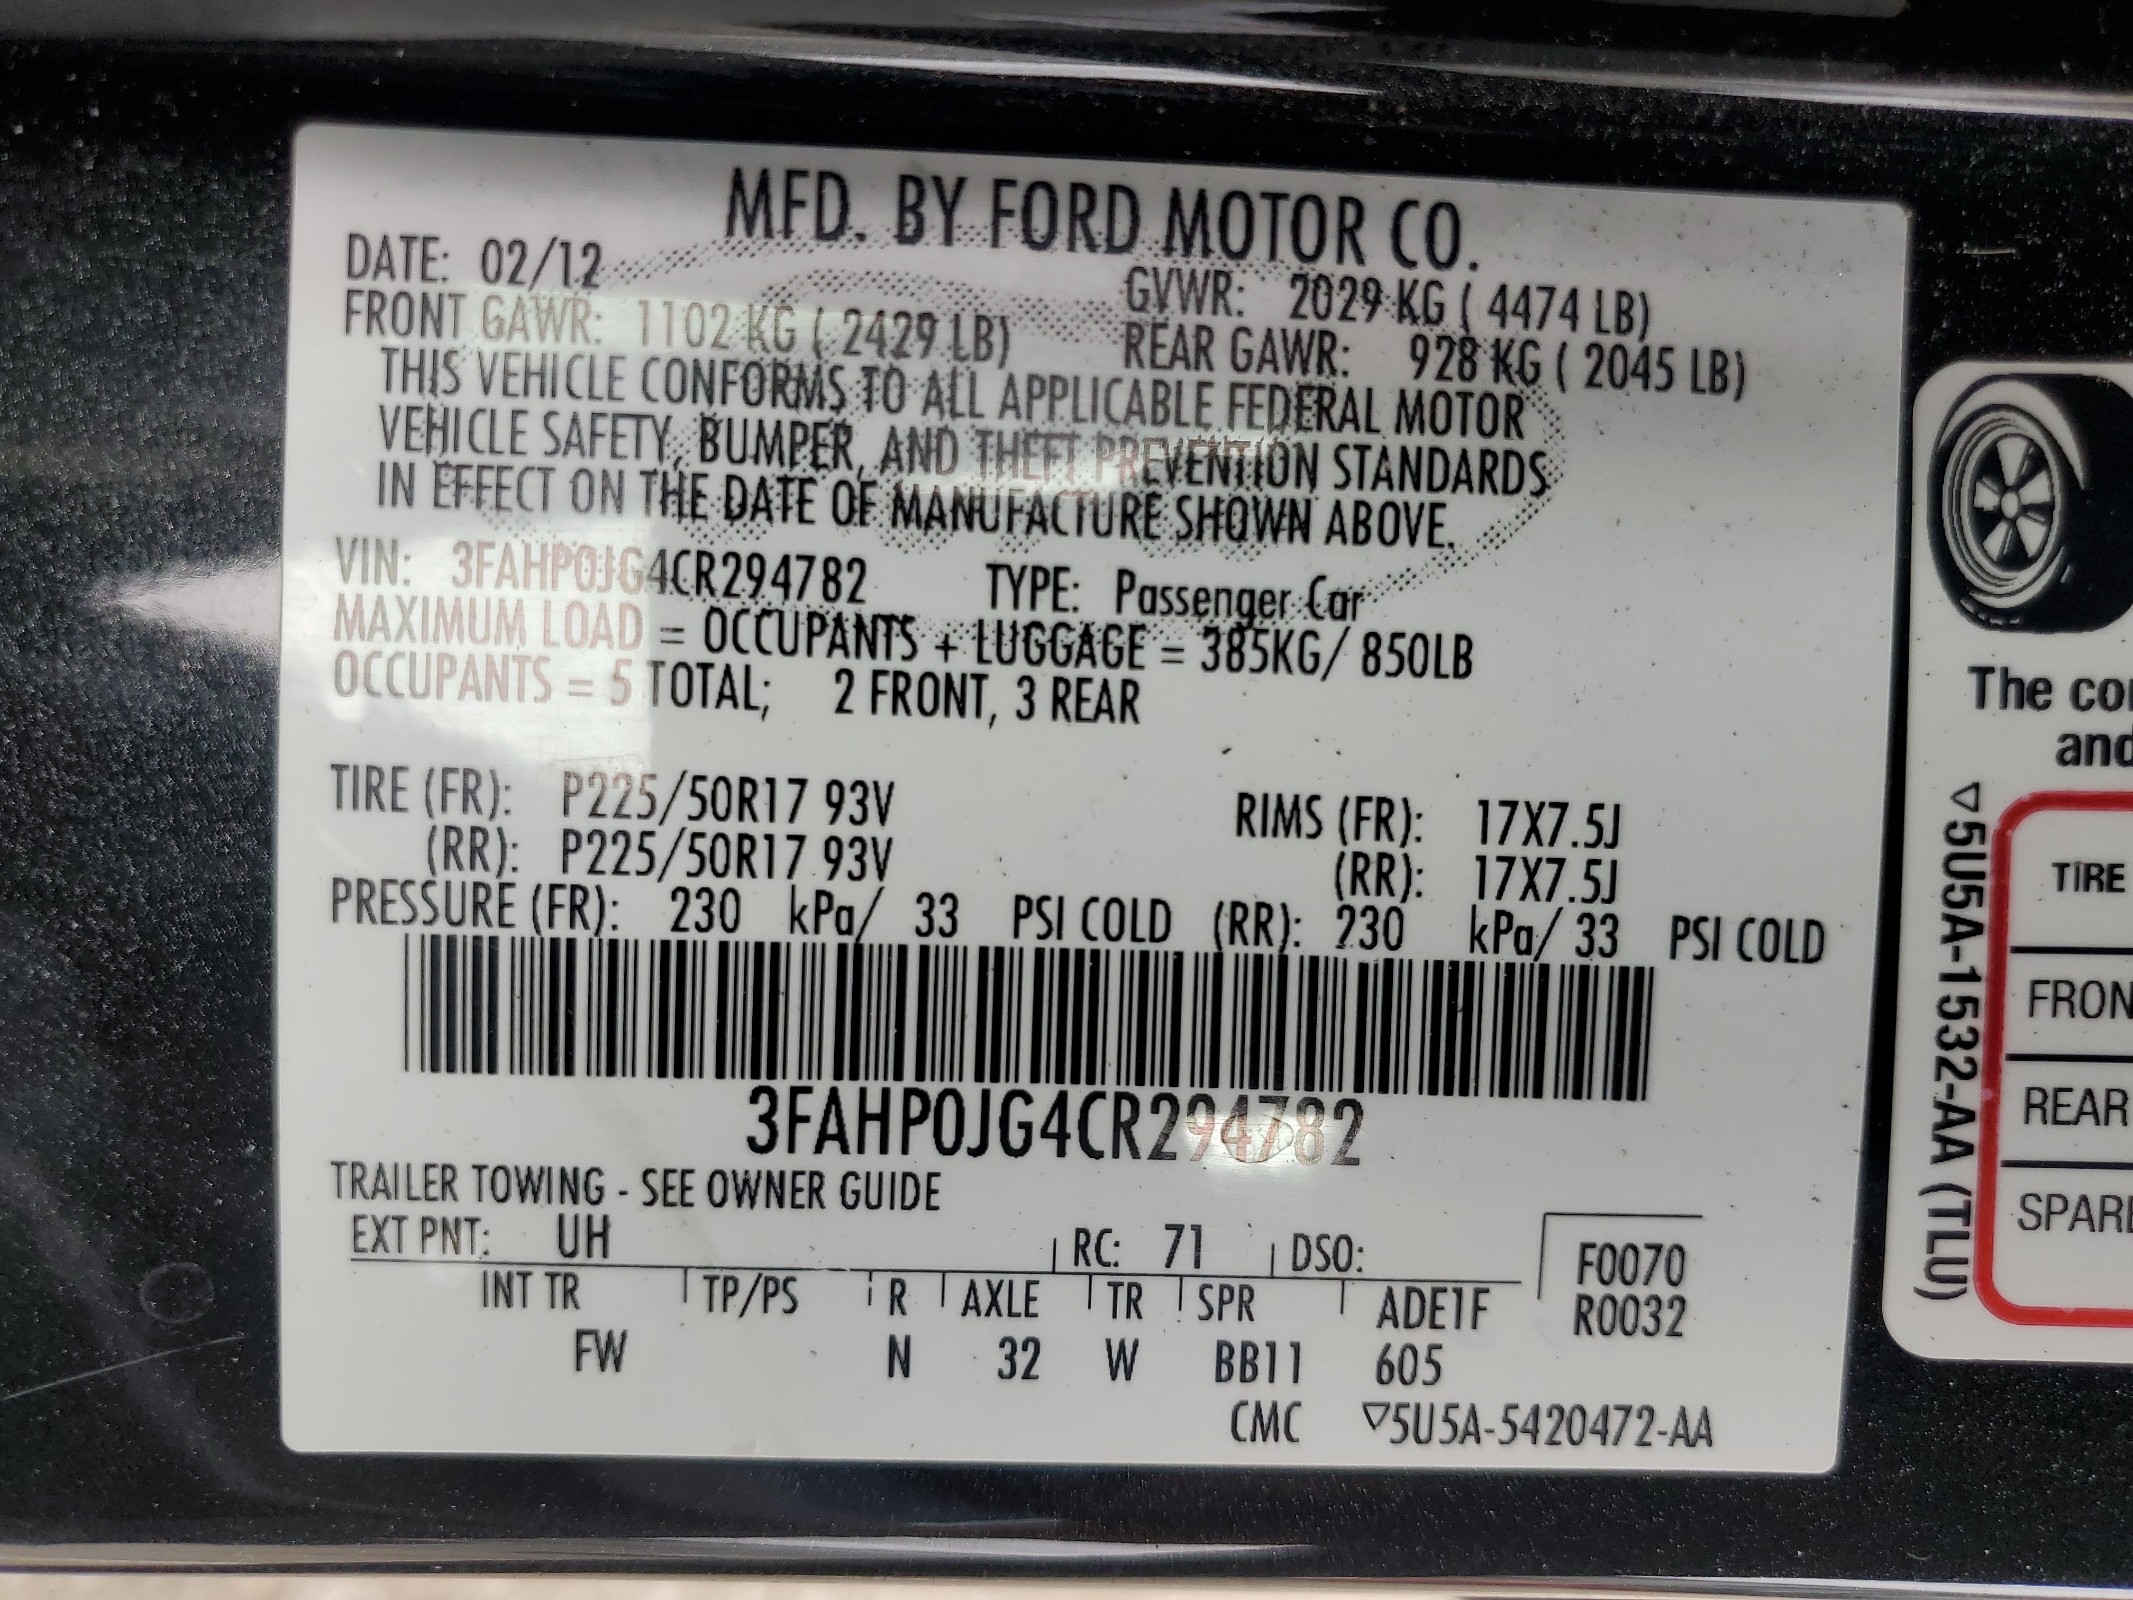 MFD. BY FORD MOTOR CO.
DATE: 02/12 GVWR: 2029 KG ( 4474 LB)
FRONT GAWR: 1102 KG ( 2429 LB) REAR GAWR: 928 KG ( 2045 LB)
THIS VEHICLE CONFORMS TO ALL APPLICABLE FEDERAL MOTOR
VEHICLE SAFETY, BUMPER, AND THEFT PREVENTION STANDARDS
IN EFFECT ON THE DATE OF MANUFACTURE SHOWN ABOVE.
VIN: 3FAHP0JG4CR294782 TYPE: Passenger Car
MAXIMUM LOAD = OCCUPANTS + LUGGAGE = 385KG/ 850LB
OCCUPANTS = 5 TOTAL; 2 FRONT, 3 REAR
TIRE (FR): P225/50R17 93V RIMS (FR): 17X7.5J
(RR): P225/50R17 93V (RR): 17X7.5J
PRESSURE (FR): 230 kPa/ 33 PSI COLD (RR): 230 kPa/ 33 PSI COLD
3FAHP0JG4CR294782
TRAILER TOWING - SEE OWNER GUIDE
EXT PNT: UH RC: 71 DSO: F0070
INT TR TP/PS R AXLE TR SPR ADE1F R0032
FW N 32 W BB11 605
CMC ▽5U5A-5420472-AA
The
and
▽5U5A-1532-AA (TLU)
TIRE
REAR